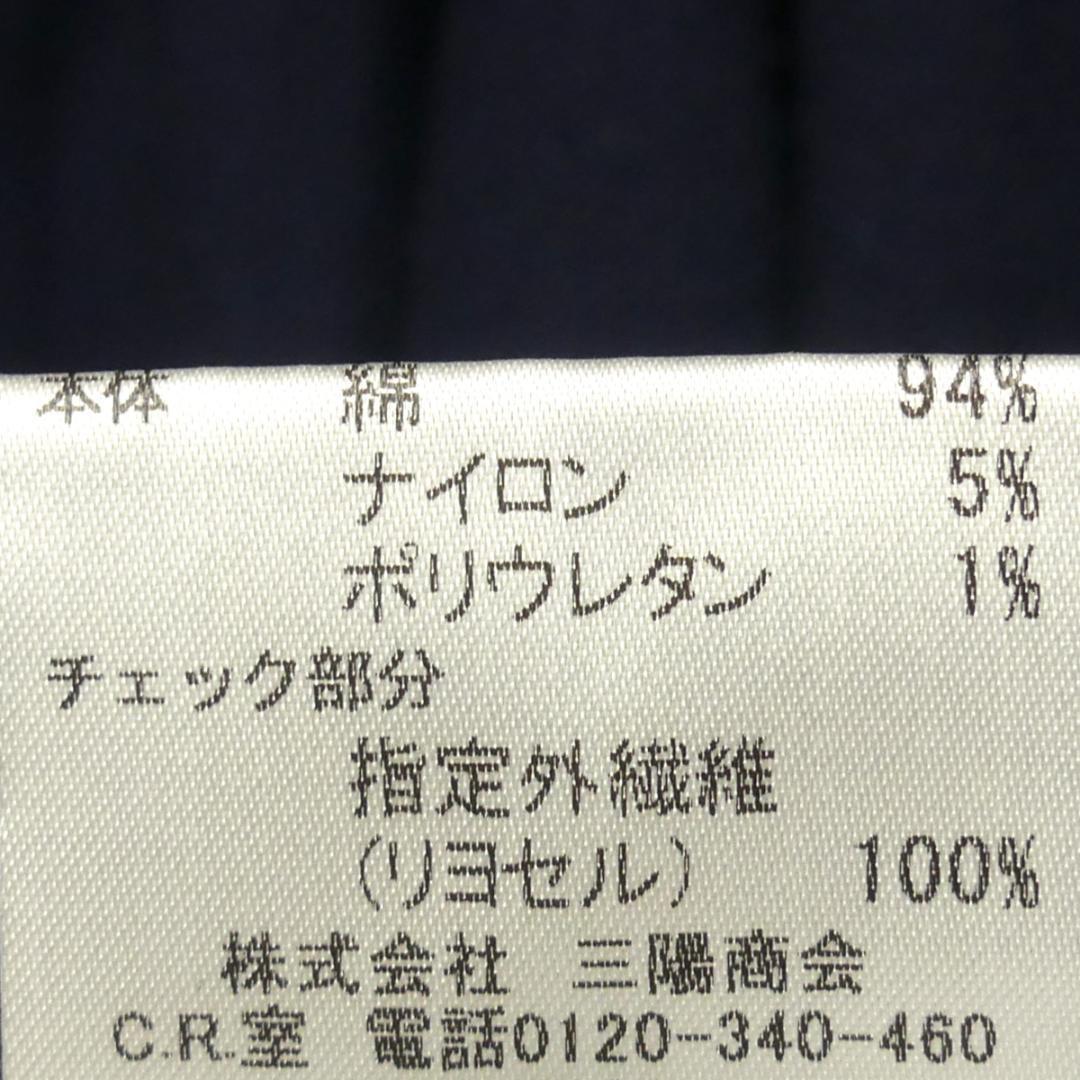 本体 綿 94%
ナイロン 5%
ポリウレタン 1%
チェック部分
指定外繊維
(リヨセル) 100%
株式会社 三陽商会
C.R.室 電話0120-340-460